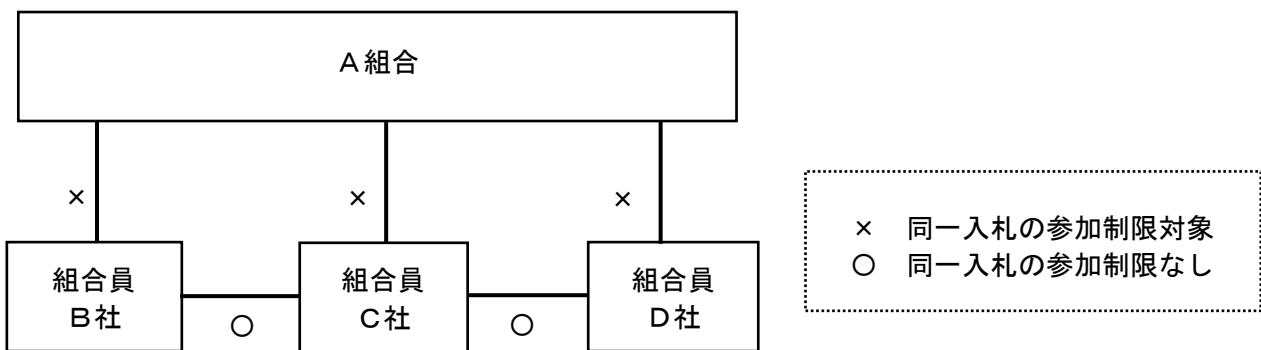 A組合
× × ×
組合員
B社
組合員
C社
組合員
D社
○ ○
× 同一入札の参加制限対象
○ 同一入札の参加制限なし